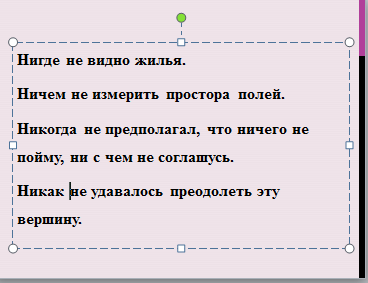 Нигде не видно жилья.
Ничем не измерить простора полей.
Никогда не предполагал, что ничего не
пойму, ни с чем не соглашусь.
Никак не удавалось преодолеть эту
вершину.